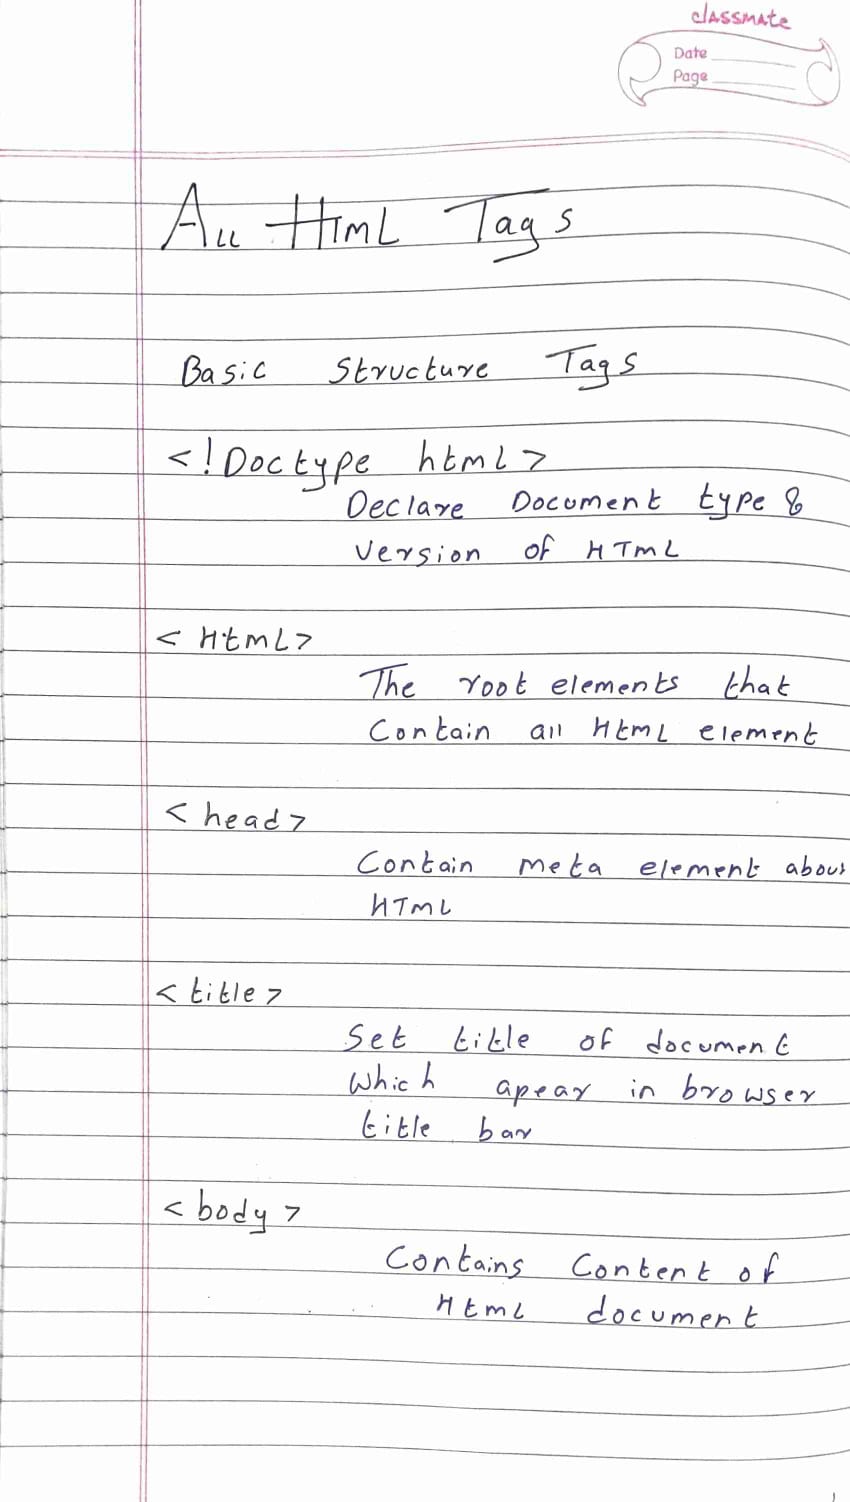 classmate
Date
Page
All Html Tags
Basic Structure Tags
<!Doctype html>
Declare Document type &
version of HTML
<Html>
The root elements that
Contain all Html element
<head>
Contain meta element about
HTML
<title>
Set title of document
which apear in browser
title bar
<body>
Contains Content of
Html document